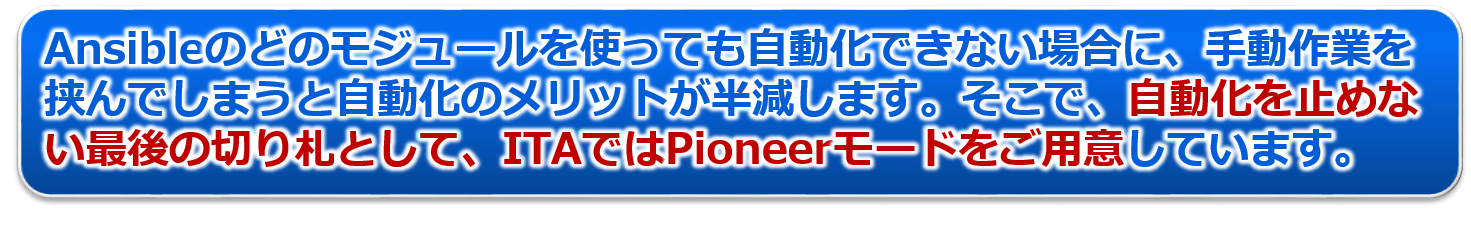 Ansibleのどのモジュールを使っても自動化できない場合に、手動作業を
挟んでしまうと自動化のメリットが半減します。そこで、自動化を止めな
い最後の切り札として、ITAではPioneerモードをご用意しています。